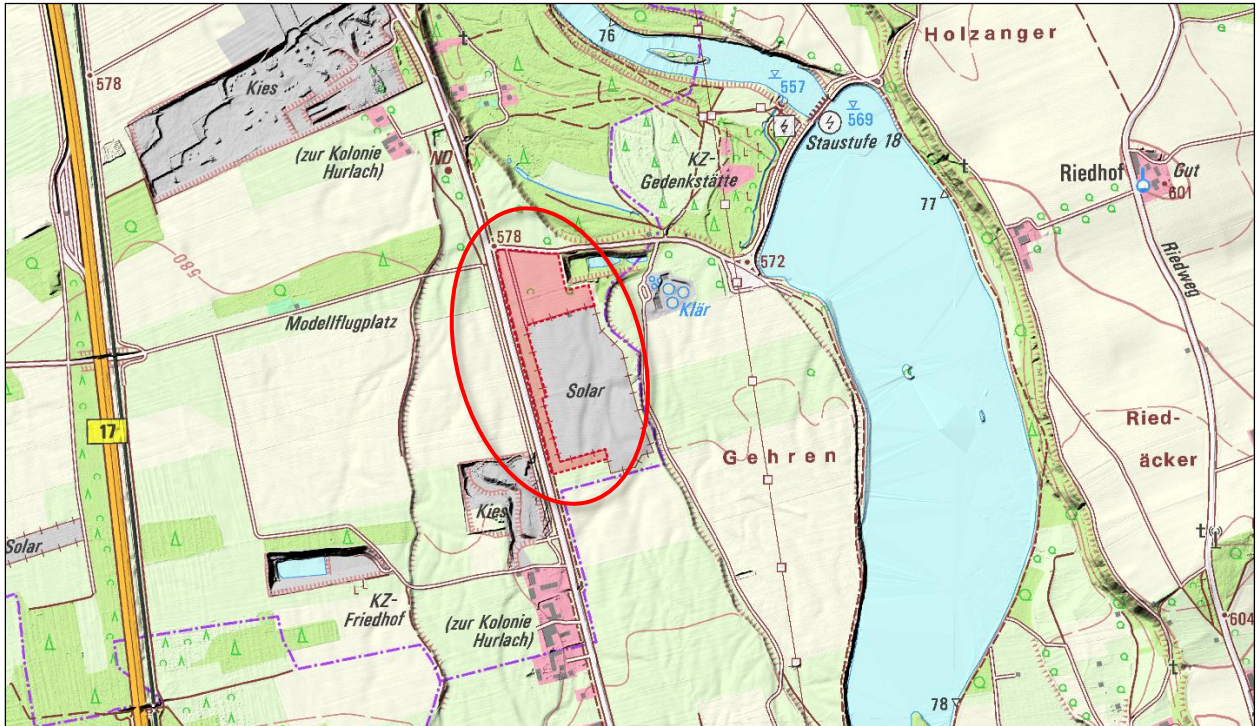 76
Holzanger
578
Kies
557
569
Staustufe 18
(zur Kolonie
Hurlach)
ND
KZ-
Gedenkstätte
Riedhof
Gut
601
77
578
572
580
Riedweg
Klär
Modellflugplatz
Solar
17
Ried-
äcker
Gehren
Kies
Solar
KZ-
Friedhof
(zur Kolonie
Hurlach)
604
78